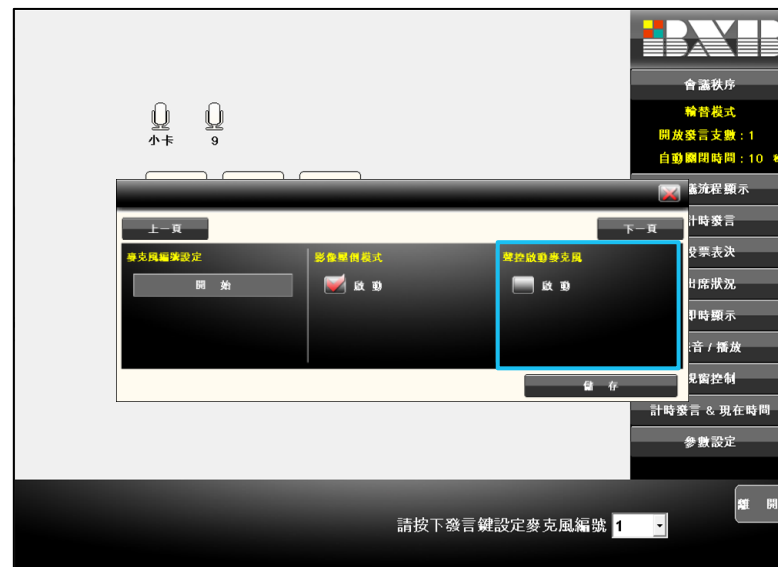 BXB
會議秩序
輪替模式
開放發言支數：1
自動關閉時間：10
小卡
9
議流程顯示
上一頁
下一頁
計時發言
麥克風編號設定
影像壓倒模式
聲控啟動麥克風
投票表決
開 始
啟 動
啟 動
出席狀況
即時顯示
音 / 播放
視窗控制
儲 存
計時發言 & 現在時間
參數設定
離 開
請按下發言鍵設定麥克風編號 1